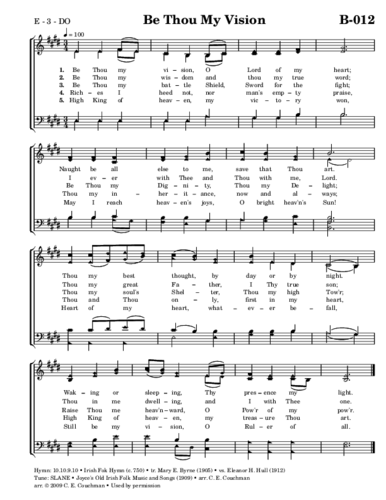 E - 3 - DO Be Thou My Vision B-012
♩ = 100
1. Be Thou my vi – sion, O Lord of my heart;
2. Be Thou my wis – dom and thou my true word;
3. Be Thou my bat – tle Shield, Sword for the fight;
4. Rich – es I heed not, nor man's emp – ty praise,
5. High King of heav – en, my vic – to – ry won,
Naught be all else to me, save that Thou art.
I ev – er with Thee and Thou with me, Lord.
Be Thou my Dig – ni – ty, Thou my De – light;
Thou my in – her – it – ance, now and al – ways;
May I reach heav – en's joys, O bright heav'n's Sun!
Thou my best thought, by day or by night.
Thou my great Fa – ther, I Thy true son;
Thou my soul's Shel – ter, Thou my high Tow'r;
Thou and Thou on – ly, first in my heart,
Heart of my heart, what – ev – er be – fall,
Wak – ing or sleep – ing, Thy pres – ence my light.
Thou in me dwell – ing, and I with Thee one.
Raise Thou me heav'n-ward, O Pow'r of my pow'r.
High King of heav – en, my treas – ure Thou art.
Still be my vi – sion, O Rul – er of all.
Hymn: 10.10.9.10 • Irish Folk Hymn (c. 750) • tr. Mary E. Byrne (1905) • vs. Eleanor H. Hull (1912)
Tune: SLANE • Joyce's Old Irish Folk Music and Songs (1909) • arr. C. E. Couchman
arr. © 2009 C. E. Couchman • Used by permission